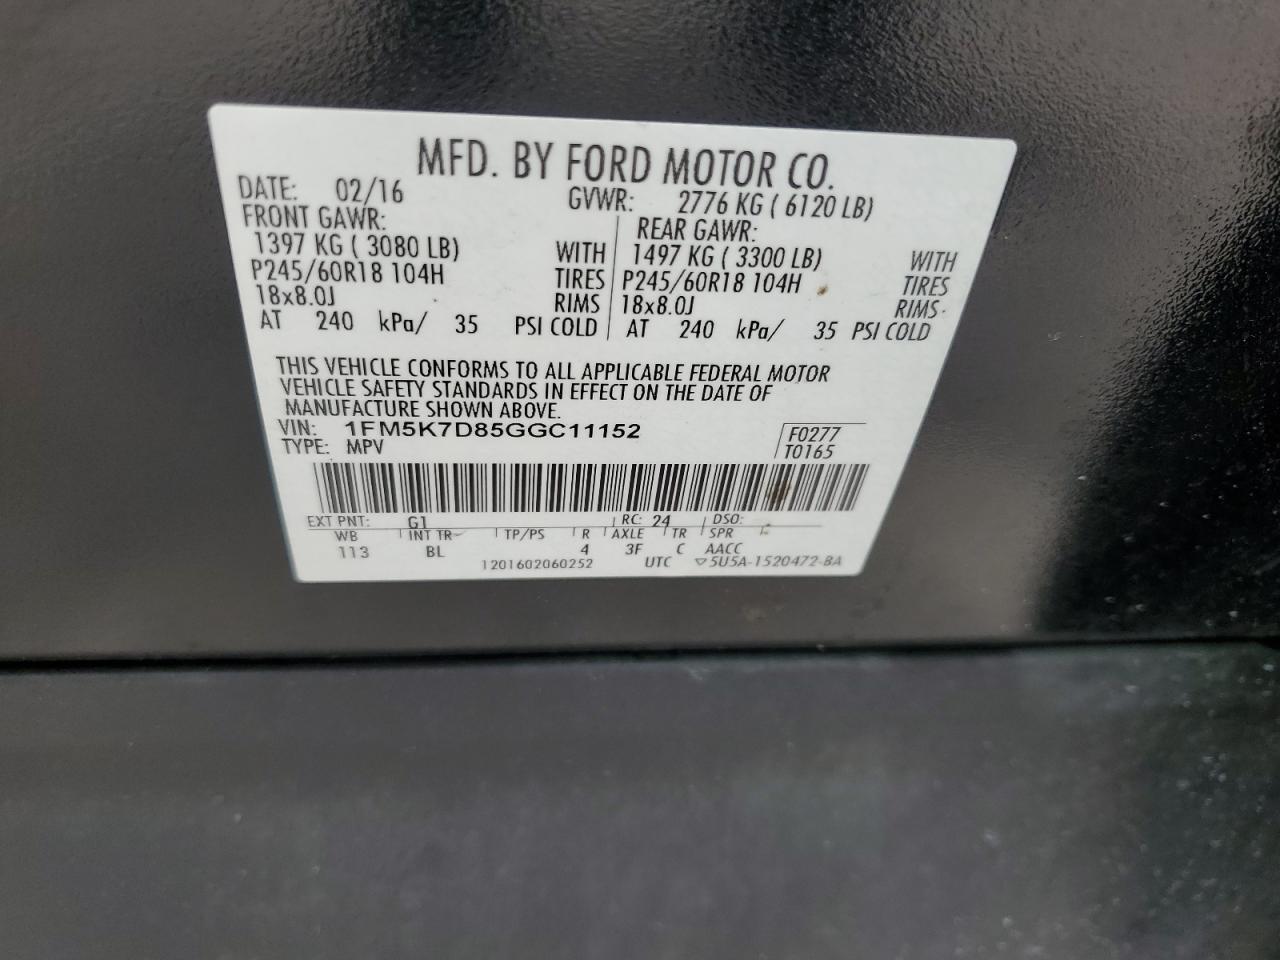 MFD. BY FORD MOTOR CO.
DATE: 02/16 GVWR: 2776 KG ( 6120 LB)
FRONT GAWR: REAR GAWR:
1397 KG ( 3080 LB) WITH 1497 KG ( 3300 LB) WITH
P245/60R18 104H TIRES P245/60R18 104H TIRES
18x8.0J RIMS 18x8.0J RIMS
AT 240 kPa/ 35 PSI COLD AT 240 kPa/ 35 PSI COLD
THIS VEHICLE CONFORMS TO ALL APPLICABLE FEDERAL MOTOR
VEHICLE SAFETY STANDARDS IN EFFECT ON THE DATE OF
MANUFACTURE SHOWN ABOVE.
VIN: 1FM5K7D85GGC11152 F0277
TYPE: MPV T0165
EXT PNT: G1 RC: 24 DSO:
WB INT TR TP/PS R AXLE TR SPR
113 BL 4 3F C AACC
1201602060252 UTC ▽5U5A-1520472-BA